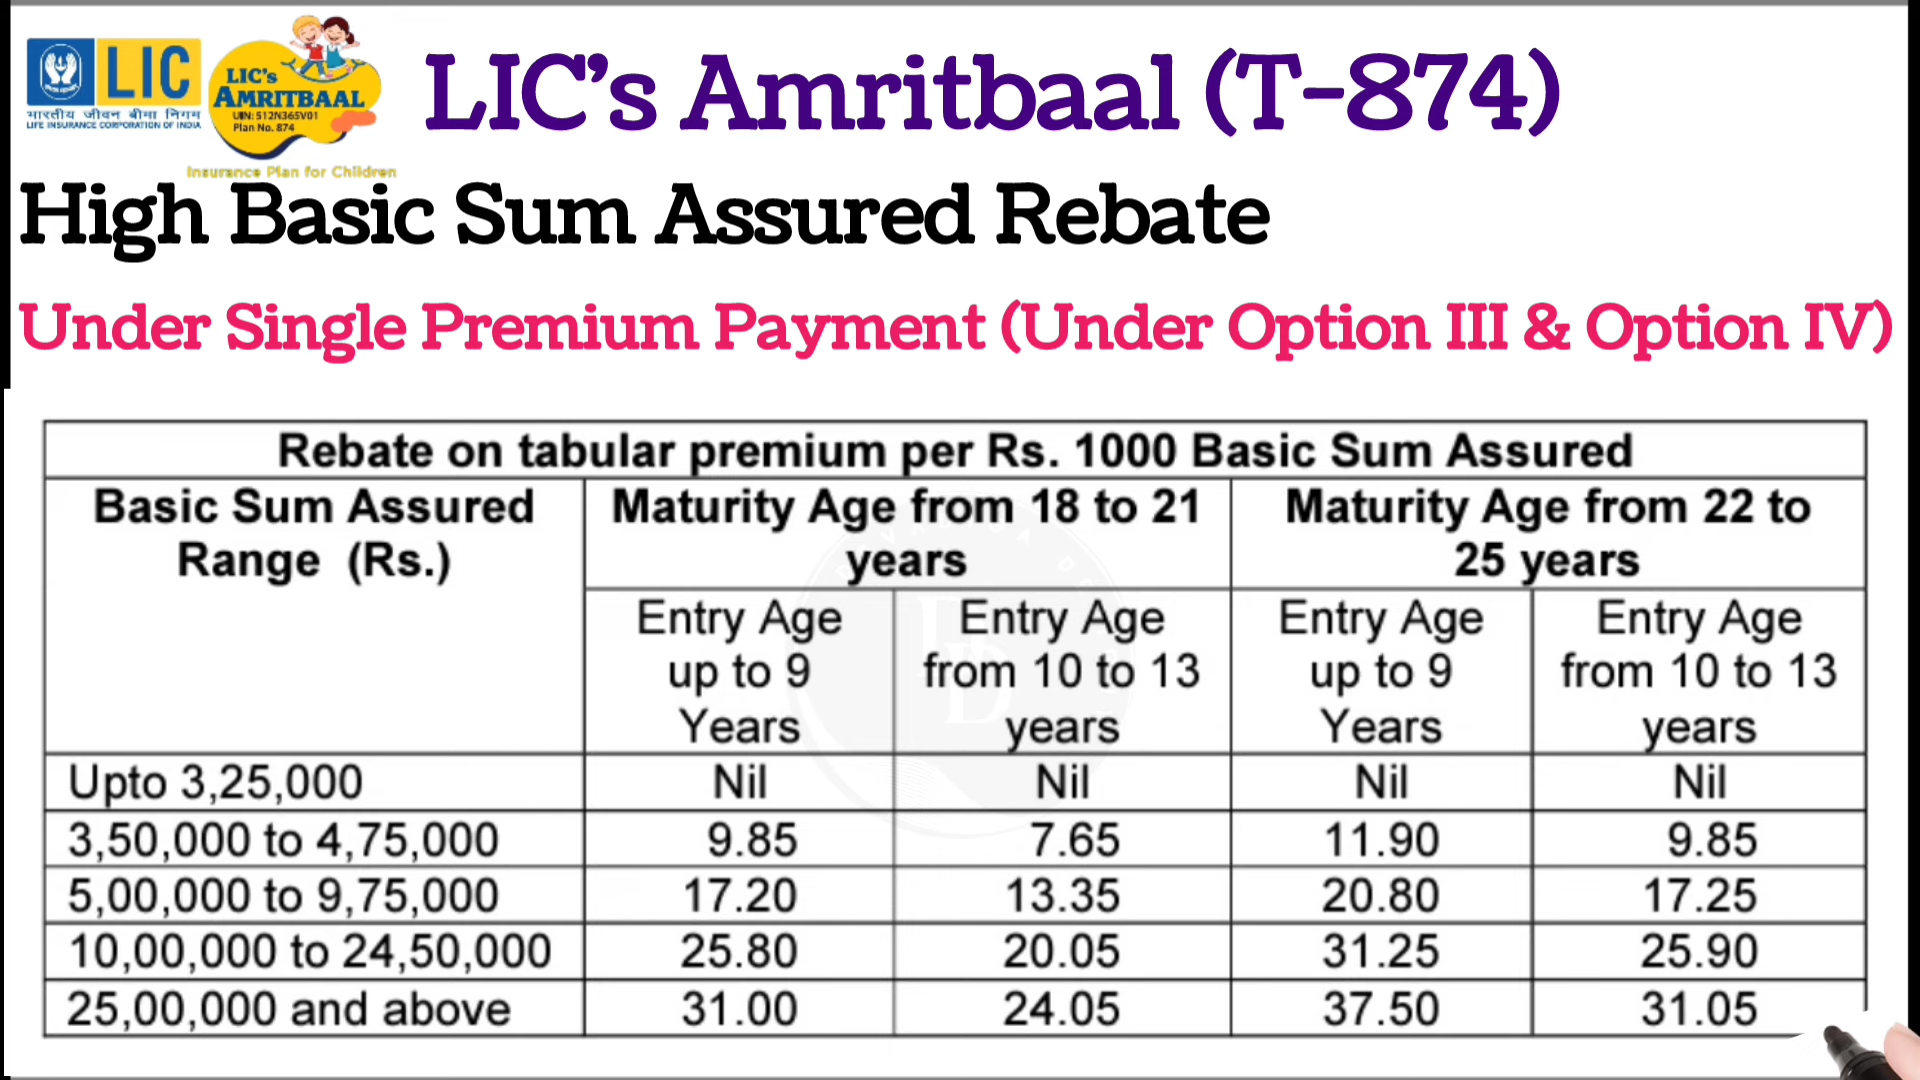 LIC
भारतीय जीवन बीमा निगम
LIFE INSURANCE CORPORATION OF INDIA
LIC's
AMRITBAAL
UIN: 512N365V01
Plan No. 874
Insurance Plan for Children
LIC's Amritbaal (T-874)
High Basic Sum Assured Rebate
Under Single Premium Payment (Under Option III & Option IV)
Rebate on tabular premium per Rs. 1000 Basic Sum Assured
Basic Sum Assured Range (Rs.)
Maturity Age from 18 to 21 years
Maturity Age from 22 to 25 years
Entry Age up to 9 Years
Entry Age from 10 to 13 years
Entry Age up to 9 Years
Entry Age from 10 to 13 years
Upto 3,25,000 Nil Nil Nil Nil
3,50,000 to 4,75,000 9.85 7.65 11.90 9.85
5,00,000 to 9,75,000 17.20 13.35 20.80 17.25
10,00,000 to 24,50,000 25.80 20.05 31.25 25.90
25,00,000 and above 31.00 24.05 37.50 31.05